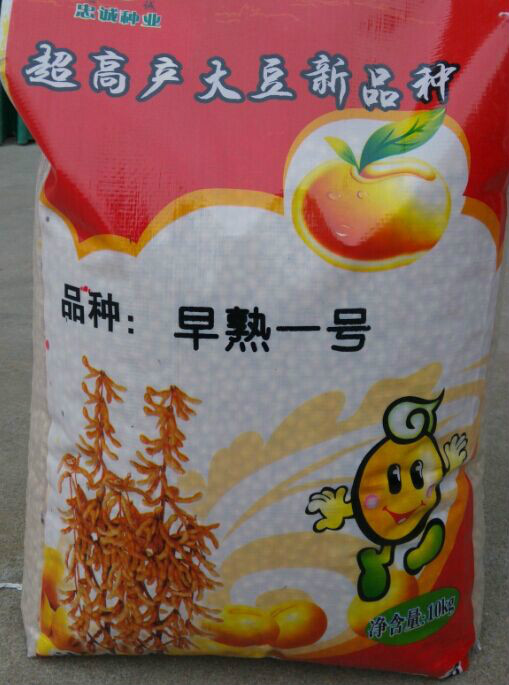 忠诚种业
超高产大豆新品种
品种：早熟一号
净含量:10kg